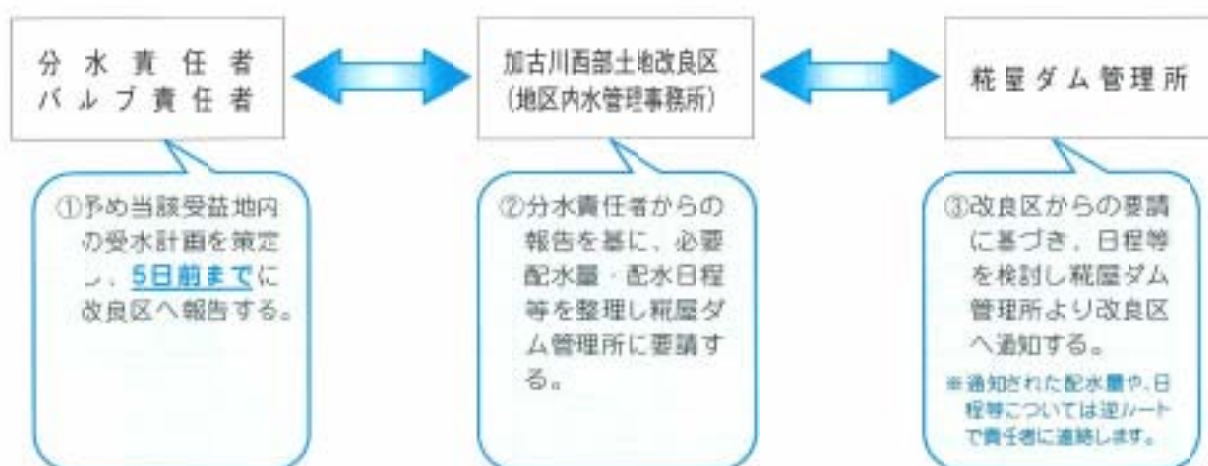 分水責任者
バルブ責任者
加古川西部土地改良区
(地区内水管理事務所)
糀屋ダム管理所
①予め当該受益地内
の受水計画を策定
し、5日前までに
改良区へ報告する。
②分水責任者からの
報告を基に、必要
配水量・配水日程
等を整理し糀屋ダ
ム管理所に要請す
る。
③改良区からの要請
に基づき、日程等
を検討し糀屋ダム
管理所より改良区
へ通知する。
※通知された配水量や、日
程等については逆ルート
で責任者に連絡します。